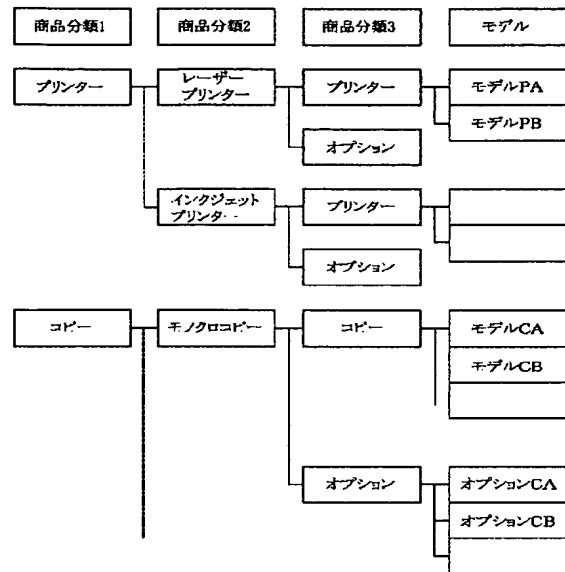 商品分類1 商品分類2 商品分類3 モデル
プリンター レーザー プリンター モデルPA
プリンター
モデルPB
オプション
インクジェット プリンター
プリンター
オプション
コピー モノクロコピー コピー モデルCA
モデルCB
オプション オプションCA
オプションCB